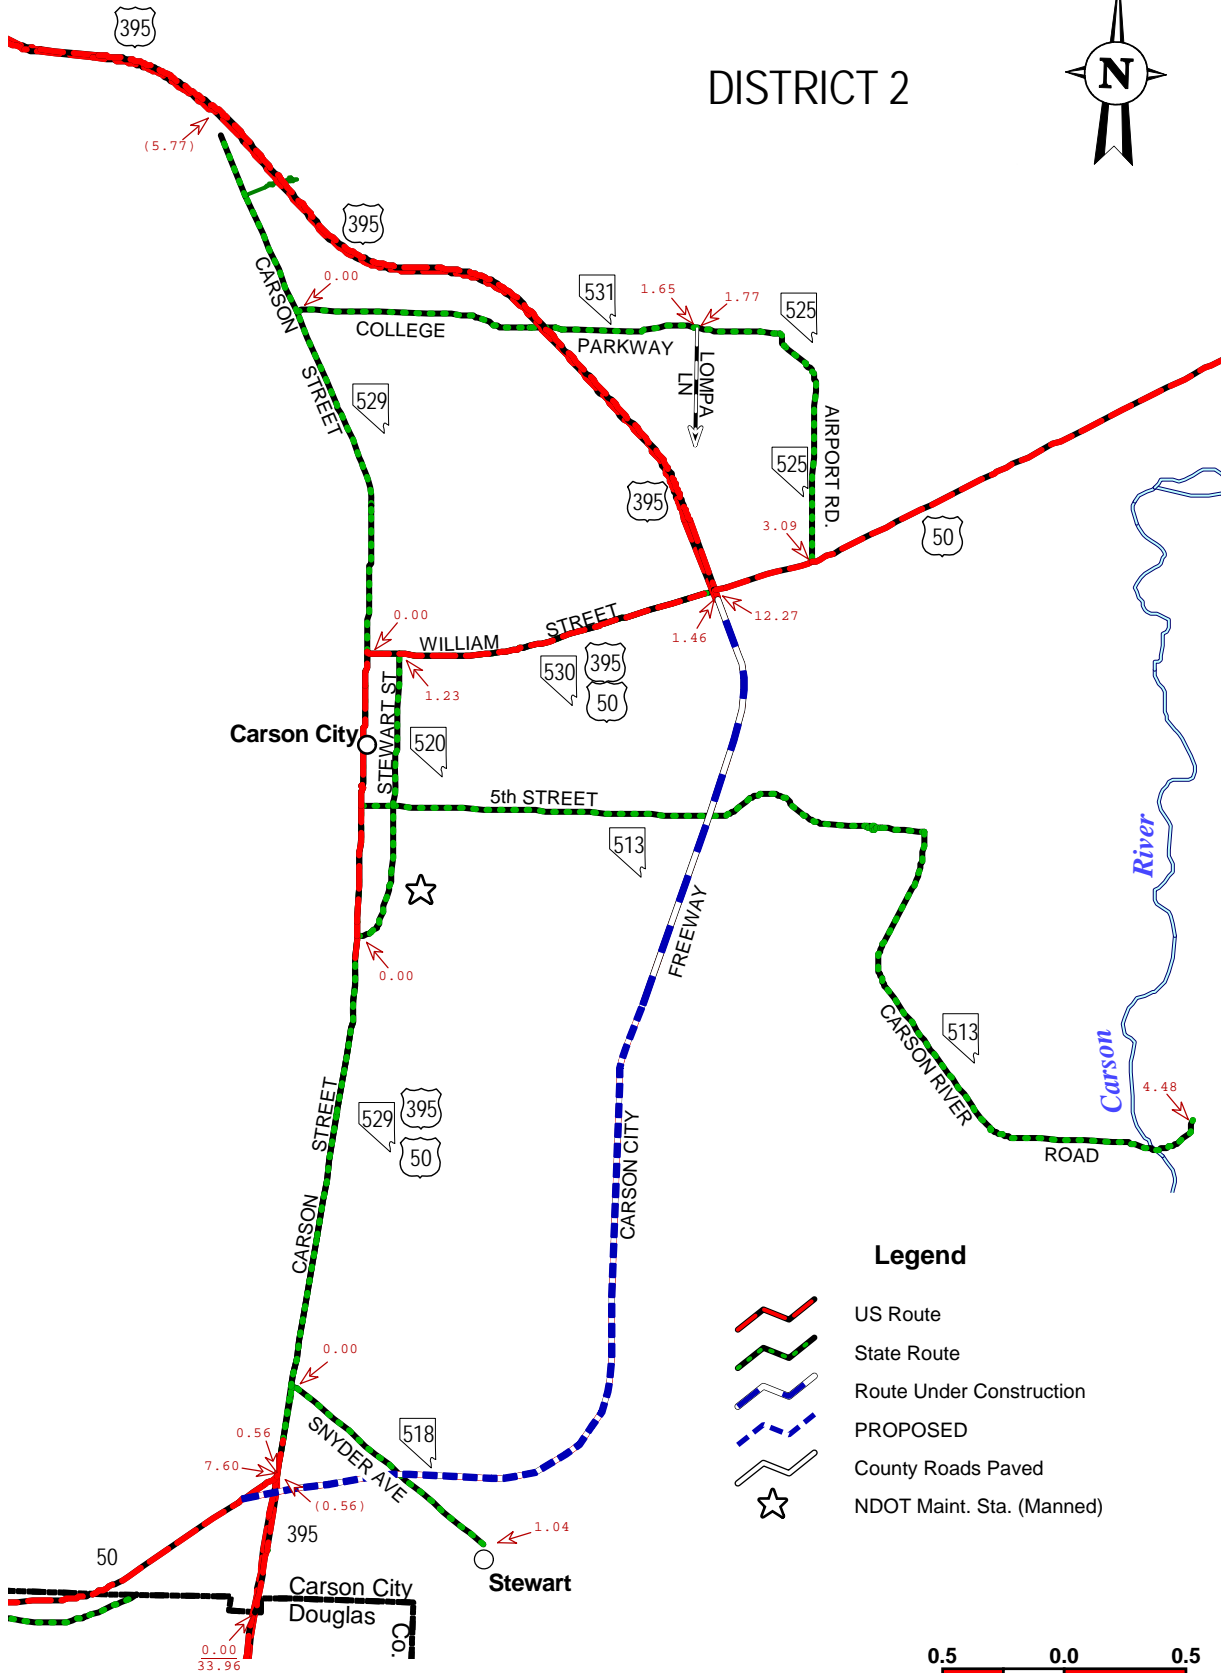 395
DISTRICT 2
N
(5.77)
395
0.00
CARSON
STREET
531
1.65
1.77
525
COLLEGE
PARKWAY
LOMPA
LN
529
AIRPORT RD.
525
395
3.09
50
0.00
WILLIAM
STREET
1.46
12.27
1.23
530
395
50
STEWART ST
Carson City
520
5th STREET
513
River
FREEWAY
0.00
CARSON RIVER
513
Carson
4.48
ROAD
STREET
529
395
50
CARSON
CARSON CITY
Legend
US Route
State Route
Route Under Construction
PROPOSED
County Roads Paved
NDOT Maint. Sta. (Manned)
0.00
SNYDER AVE
518
0.56
7.60
(0.56)
395
1.04
50
Stewart
Carson City
Douglas
Co.
0.00
33.96
0.5 0.0 0.5